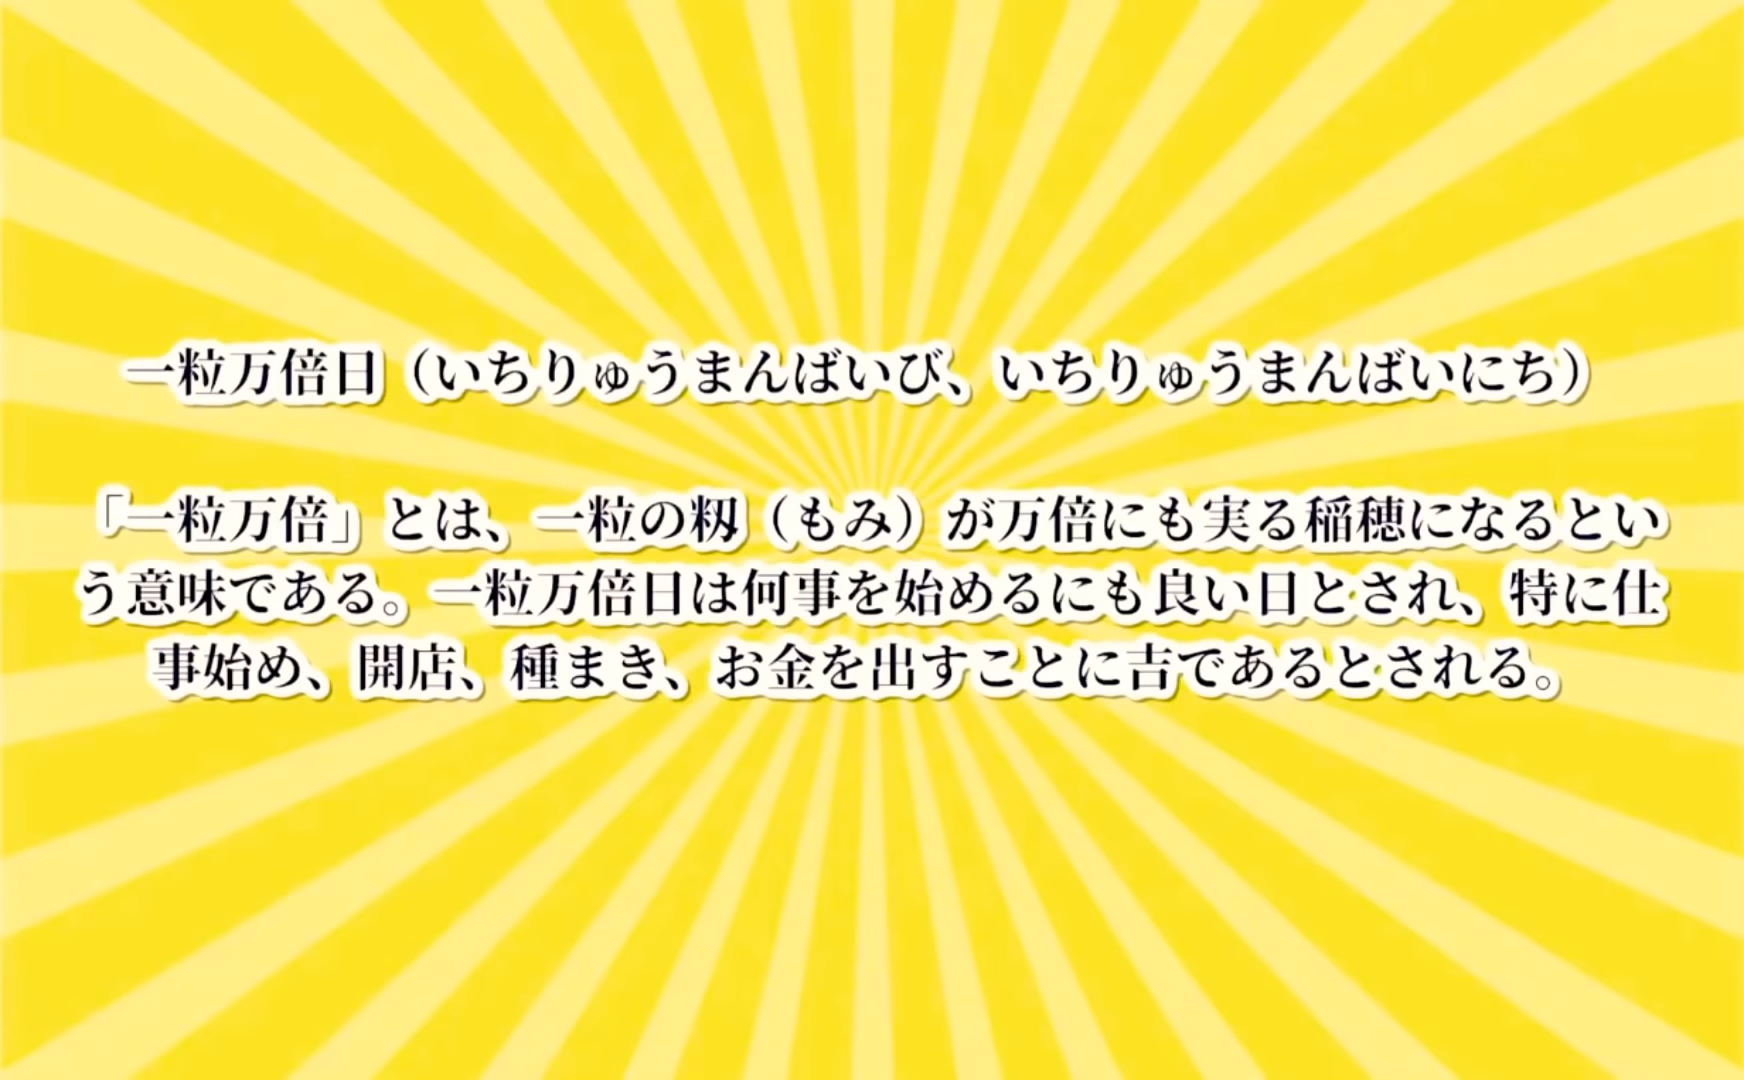 一粒万倍日（いちりゅうまんばいび、いちりゅうまんばいにち）
「一粒万倍」とは、一粒の籾（もみ）が万倍にも実る稲穂になるとい
う意味である。一粒万倍日は何事を始めるにも良い日とされ、特に仕
事始め、開店、種まき、お金を出すことに吉であるとされる。